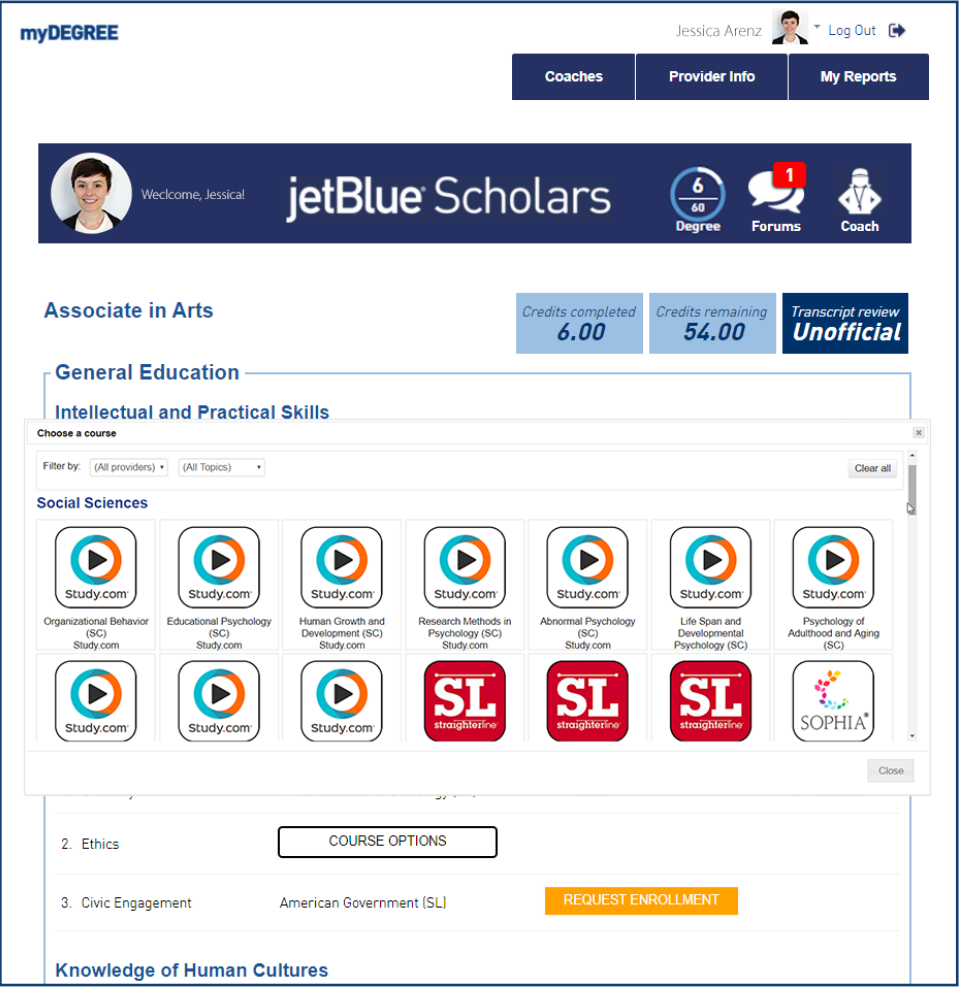 myDEGREE
Jessica Arenz
Log Out
Coaches
Provider Info
My Reports
Weclcome, Jessica!
jetBlue Scholars
6
60
Degree
1
Forums
Coach
Associate in Arts
Credits completed
6.00
Credits remaining
54.00
Transcript review
Unofficial
General Education
Intellectual and Practical Skills
Choose a course
Filter by:
(All providers)
(All Topics)
Clear all
Social Sciences
Study.com
Study.com
Study.com
Study.com
Study.com
Study.com
Study.com
Organizational Behavior
(SC)
Study.com
Educational Psychology
(SC)
Study.com
Human Growth and
Development (SC)
Study.com
Research Methods in
Psychology (SC)
Study.com
Abnormal Psychology
(SC)
Study.com
Life Span and
Developmental
Psychology (SC)
Psychology of
Adulthood and Aging
(SC)
Study.com
Study.com
Study.com
SL
straighterline
SL
straighterline
SL
straighterline
SOPHIA®
Close
2. Ethics
COURSE OPTIONS
3. Civic Engagement
American Government (SL)
REQUEST ENROLLMENT
Knowledge of Human Cultures